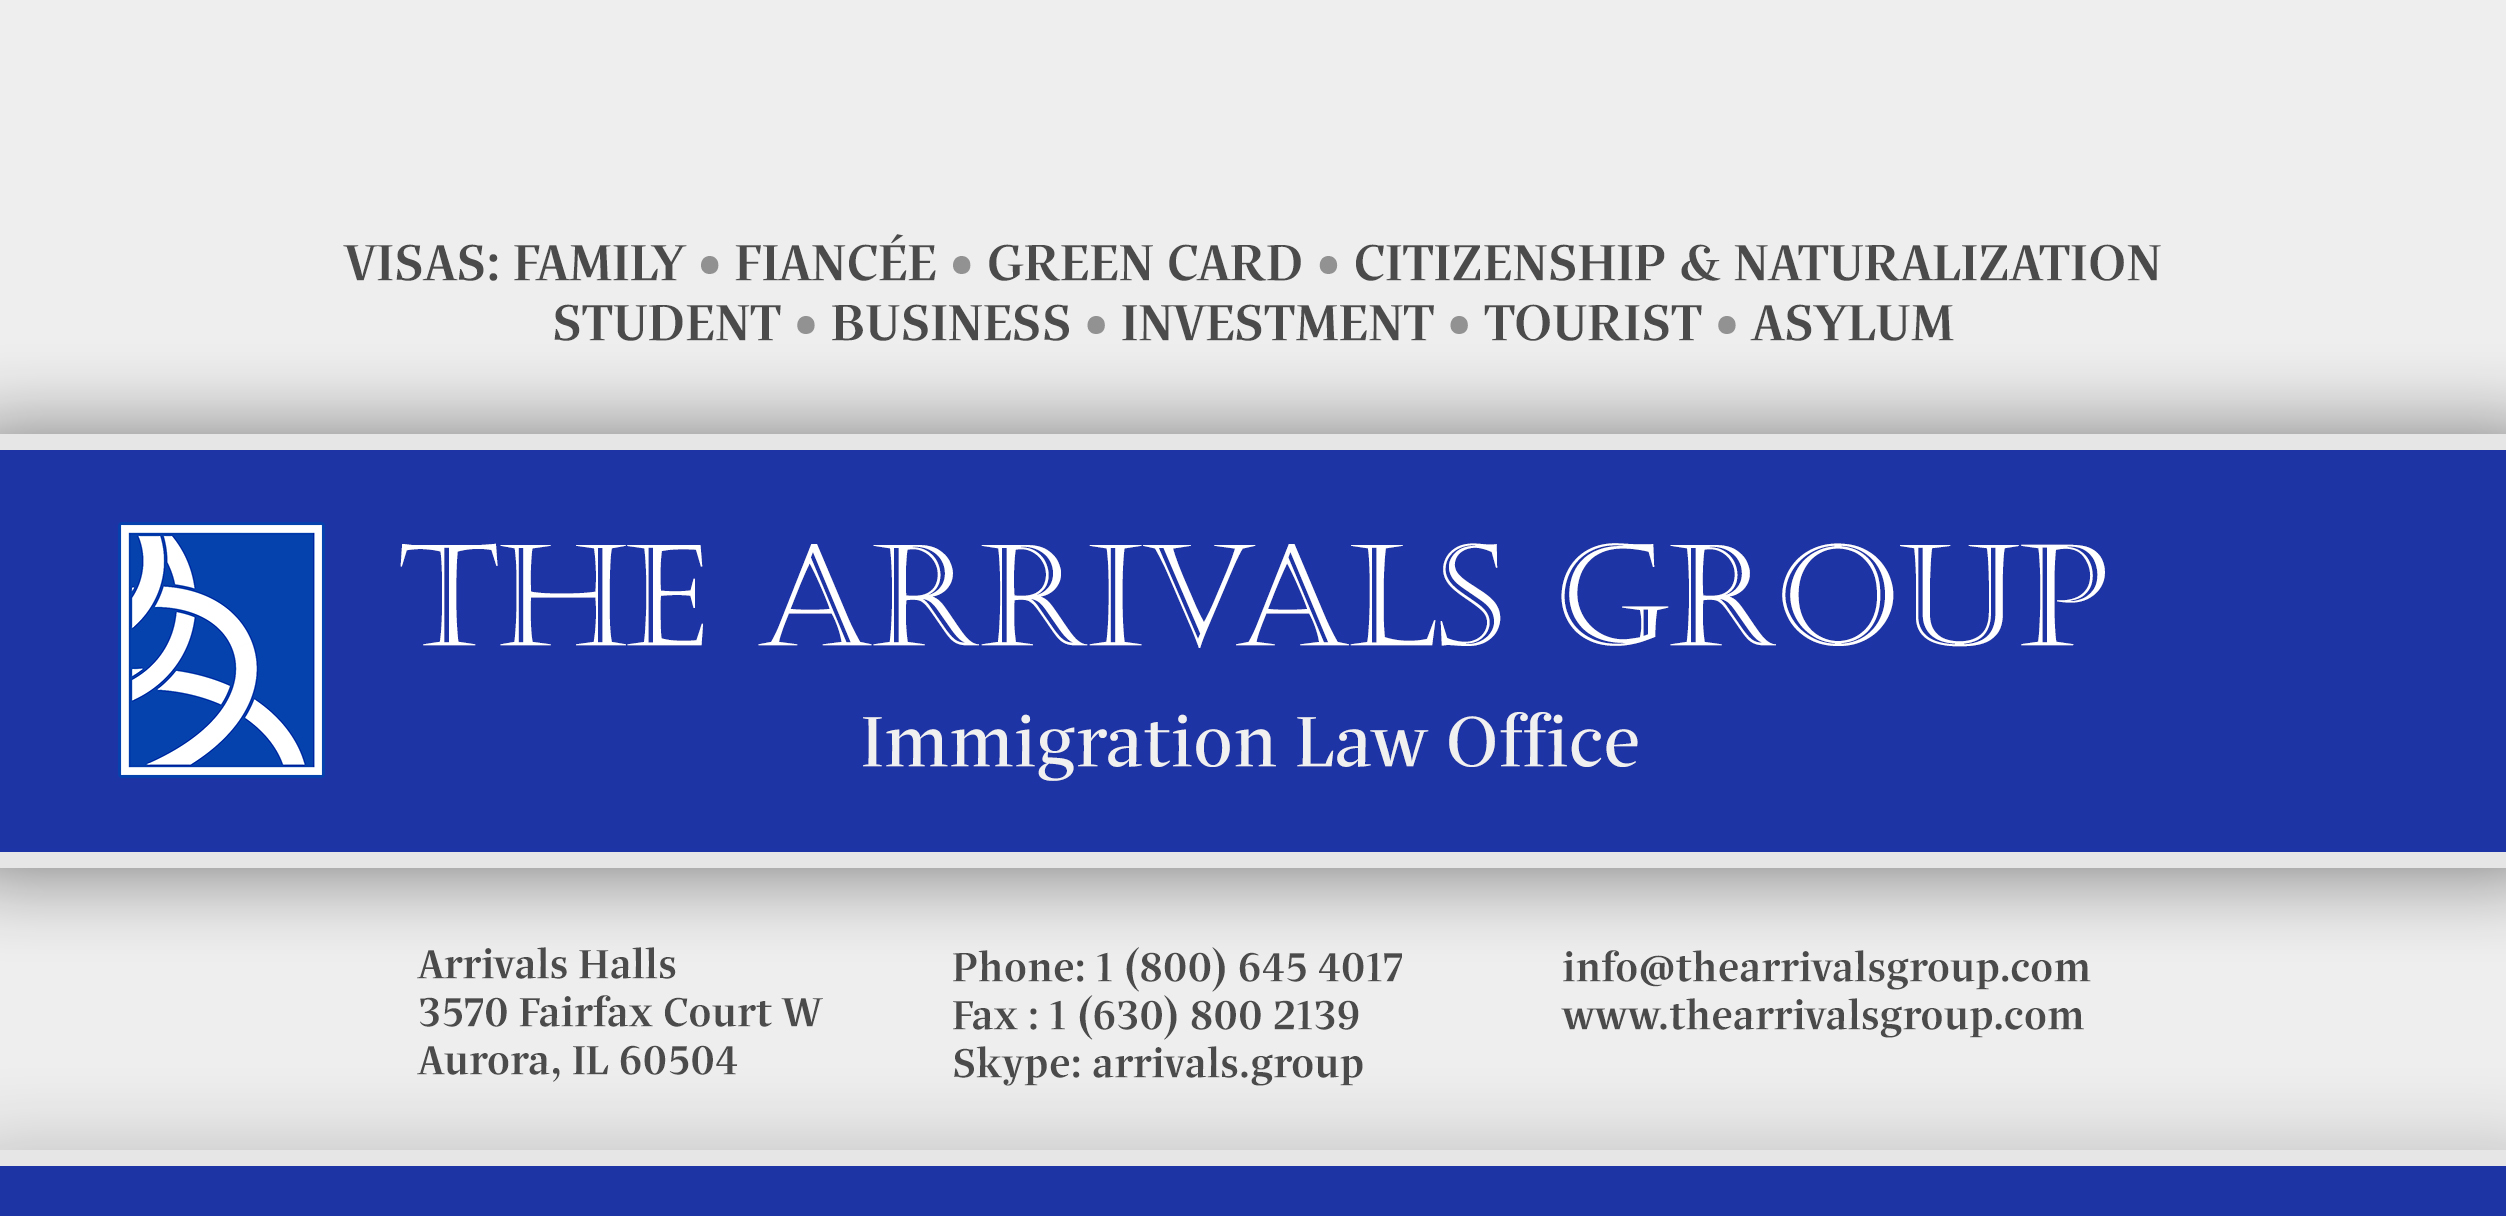 VISAS: FAMILY • FIANCÉE • GREEN CARD • CITIZENSHIP & NATURALIZATION
STUDENT • BUSINESS • INVESTMENT • TOURIST • ASYLUM
THE ARRIVALS GROUP
Immigration Law Office
Arrivals Halls
3570 Fairfax Court W
Aurora, IL 60504
Phone: 1 (800) 645 4017
Fax : 1 (630) 800 2139
Skype: arrivals.group
info@thearrivalsgroup.com
www.thearrivalsgroup.com